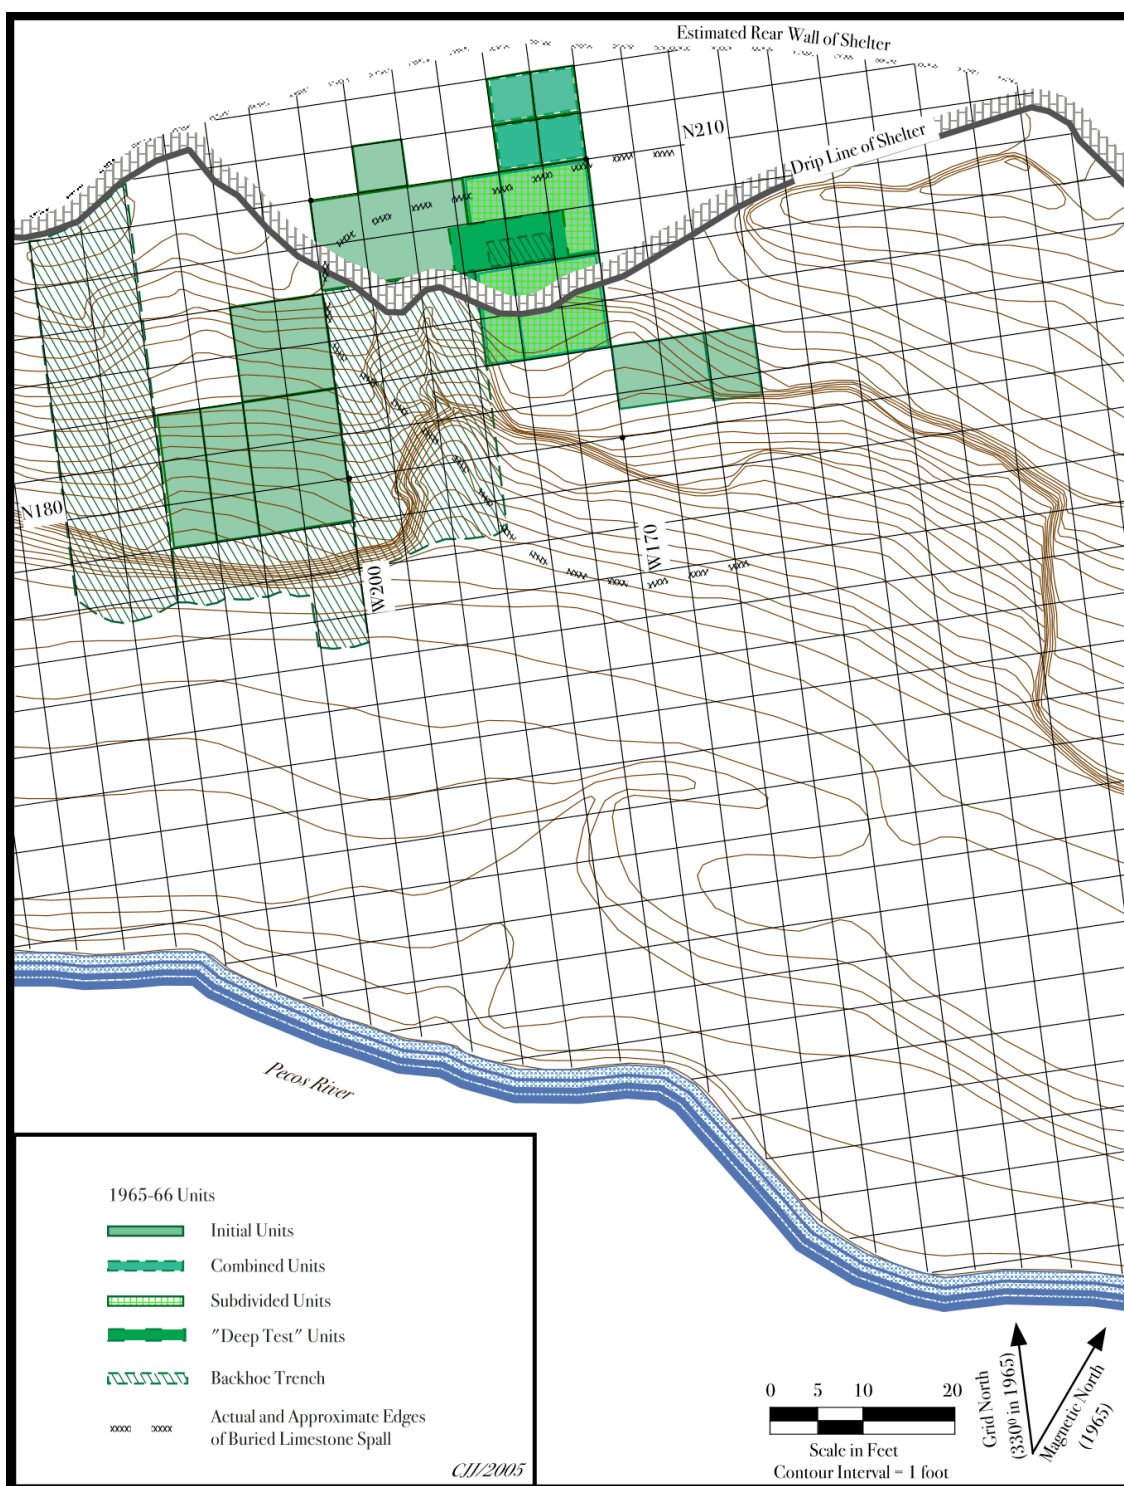 Estimated Rear Wall of Shelter
N210
Drip Line of Shelter
N180
W170
W200
Pecos River
1965-66 Units
Initial Units
Combined Units
Subdivided Units
"Deep Test" Units
Backhoe Trench
Actual and Approximate Edges
of Buried Limestone Spall
CJJ/2005
0 5 10 20
Scale in Feet
Contour Interval = 1 foot
Grid North
(330⁰ in 1965)
Magnetic North
(1965)